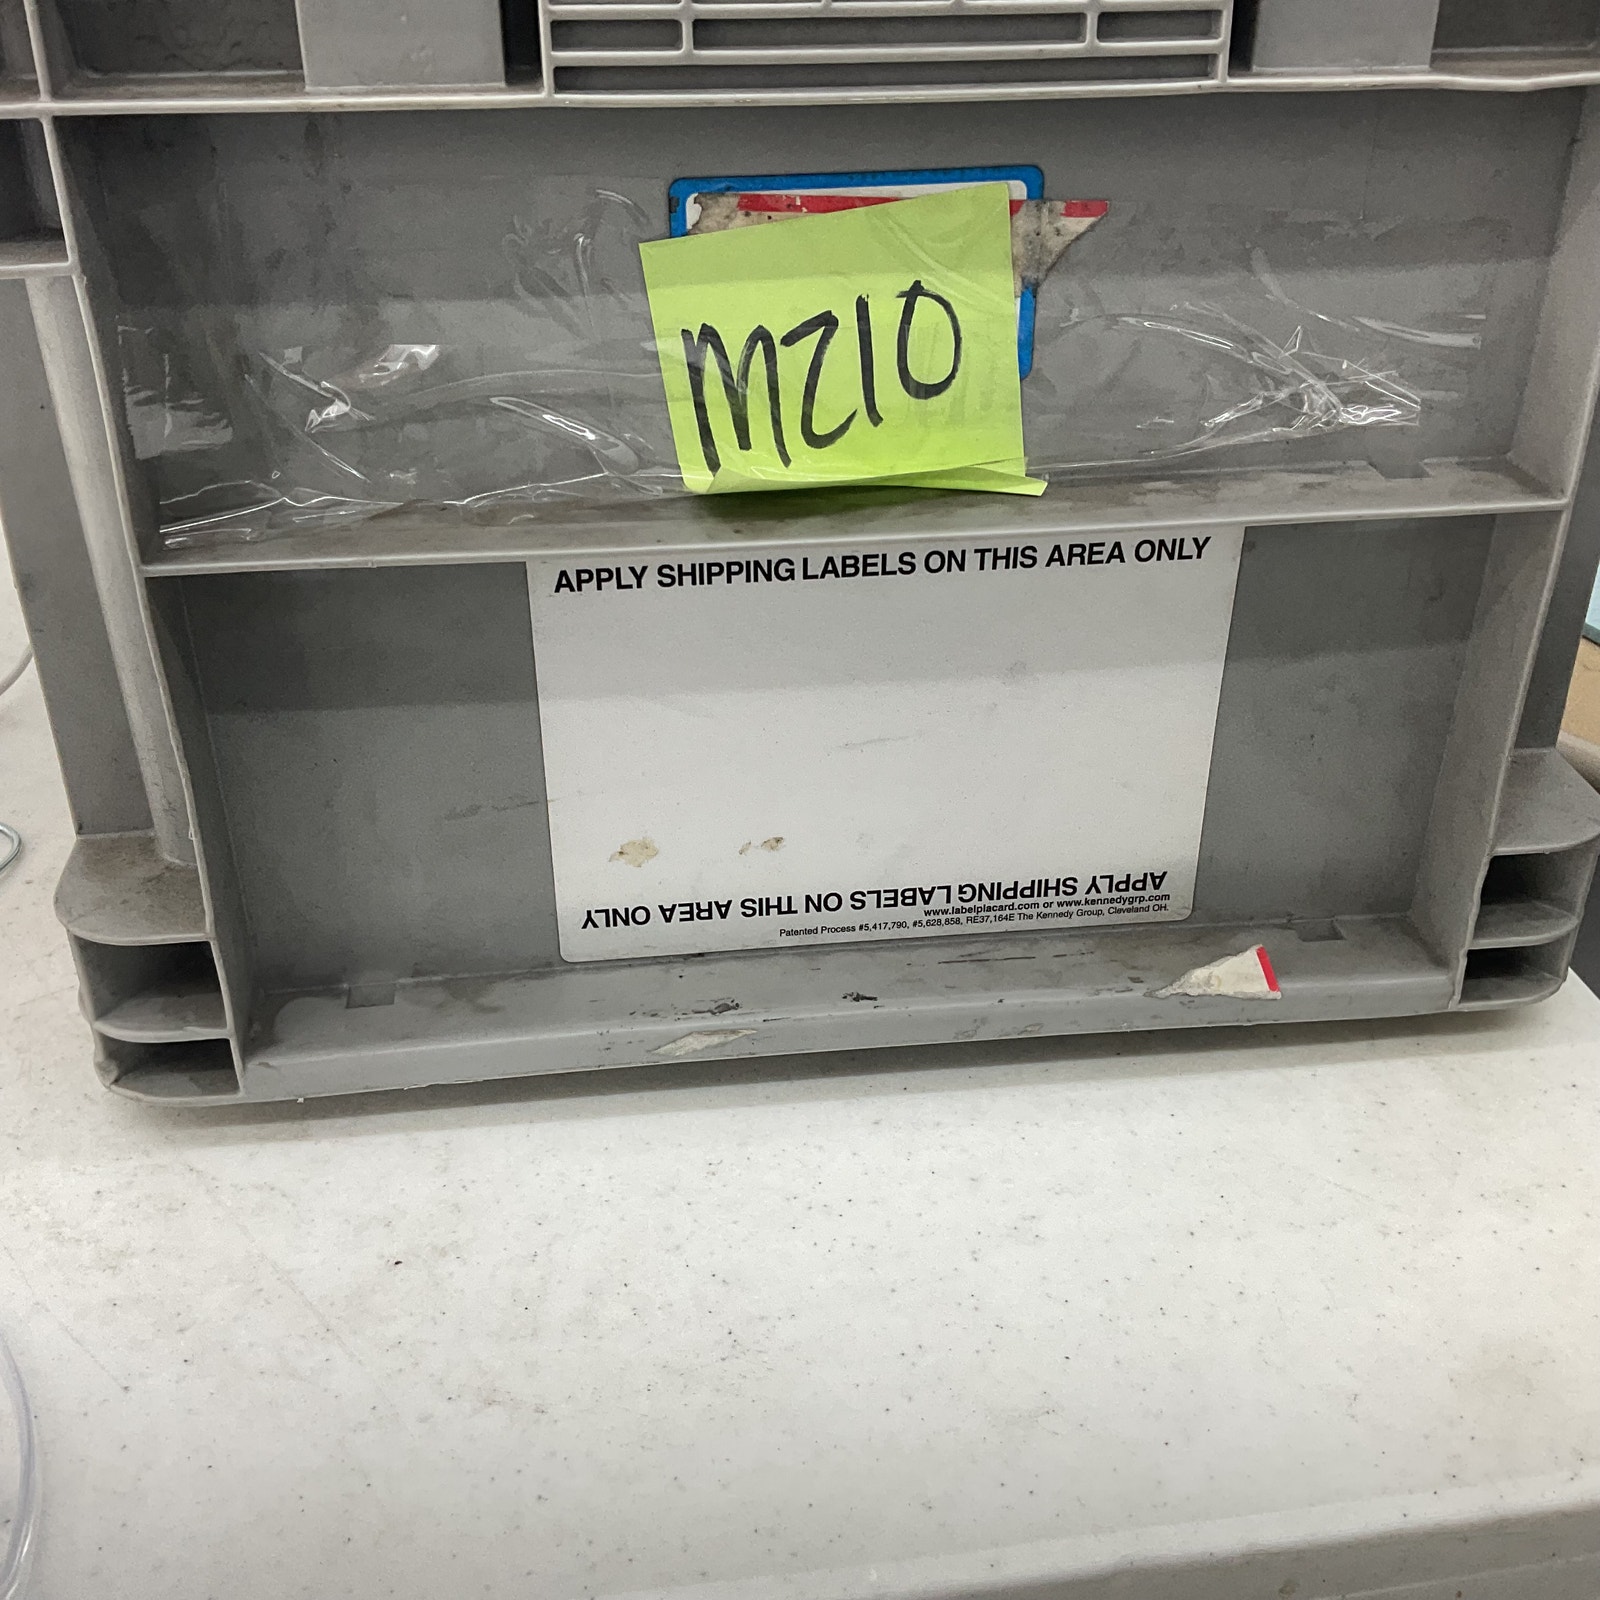 MZ10
APPLY SHIPPING LABELS ON THIS AREA ONLY
APPLY SHIPPING LABELS ON THIS AREA ONLY
www.labelplacard.com or www.kennedygrp.com
Patented Process #5,417,790, #5,628,858, RE37,164E The Kennedy Group, Cleveland OH.